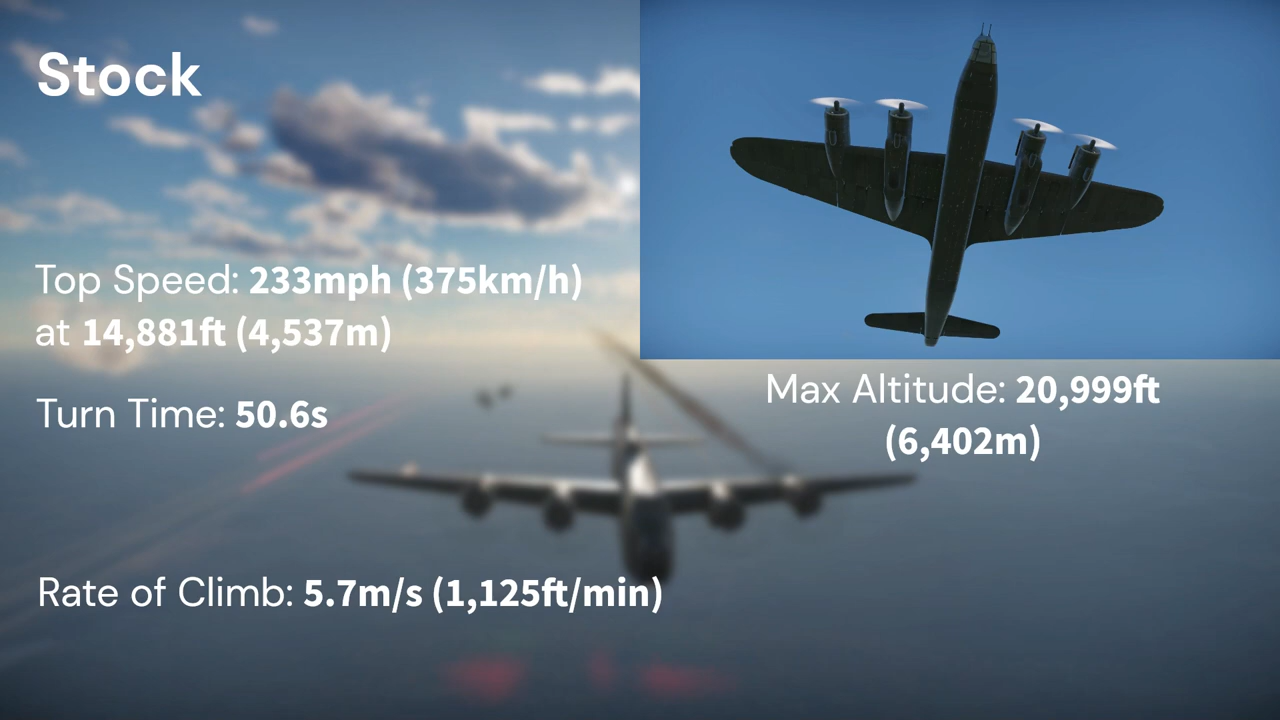 Stock
Top Speed: 233mph (375km/h)
at 14,881ft (4,537m)
Turn Time: 50.6s
Rate of Climb: 5.7m/s (1,125ft/min)
Max Altitude: 20,999ft
(6,402m)